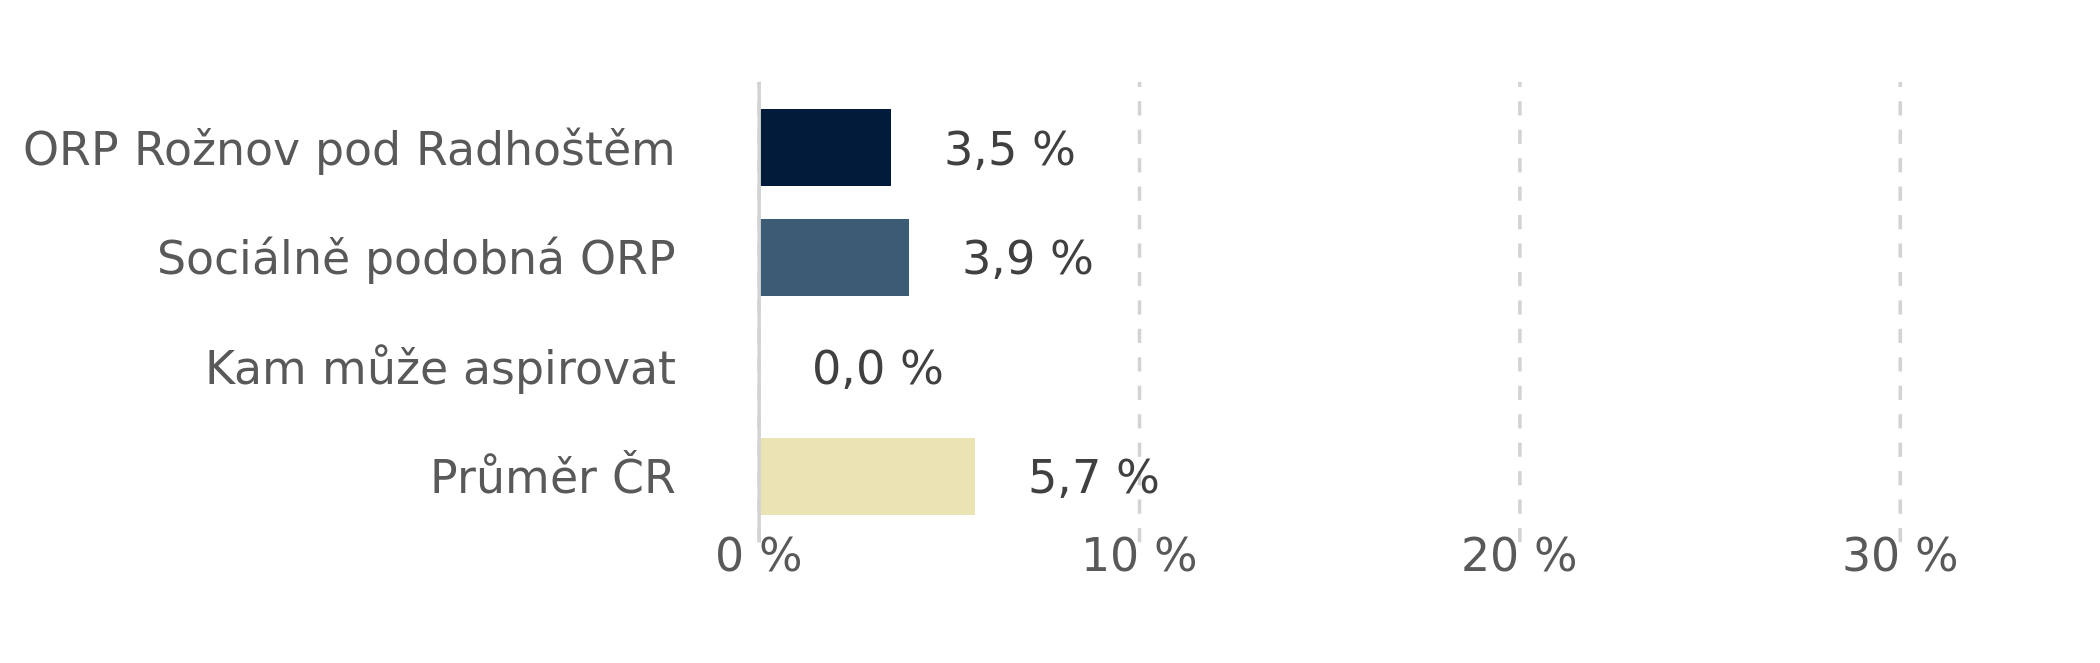 ORP Rožnov pod Radhoštěm 3,5 %
Sociálně podobná ORP 3,9 %
Kam může aspirovat 0,0 %
Průměr ČR 5,7 %
0 % 10 % 20 % 30 %